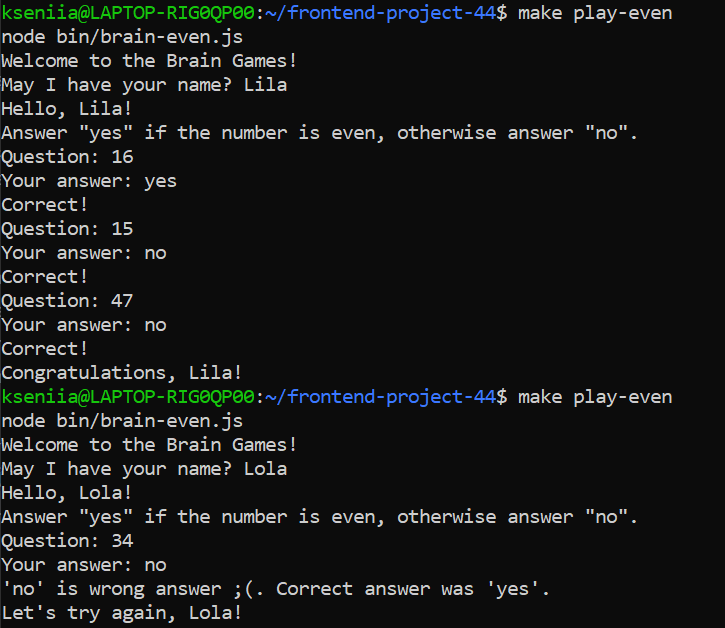 kseniia@LAPTOP-RIG0QP00:~/frontend-project-44$ make play-even
node bin/brain-even.js
Welcome to the Brain Games!
May I have your name? Lila
Hello, Lila!
Answer "yes" if the number is even, otherwise answer "no".
Question: 16
Your answer: yes
Correct!
Question: 15
Your answer: no
Correct!
Question: 47
Your answer: no
Correct!
Congratulations, Lila!
kseniia@LAPTOP-RIG0QP00:~/frontend-project-44$ make play-even
node bin/brain-even.js
Welcome to the Brain Games!
May I have your name? Lola
Hello, Lola!
Answer "yes" if the number is even, otherwise answer "no".
Question: 34
Your answer: no
'no' is wrong answer ;(. Correct answer was 'yes'.
Let's try again, Lola!